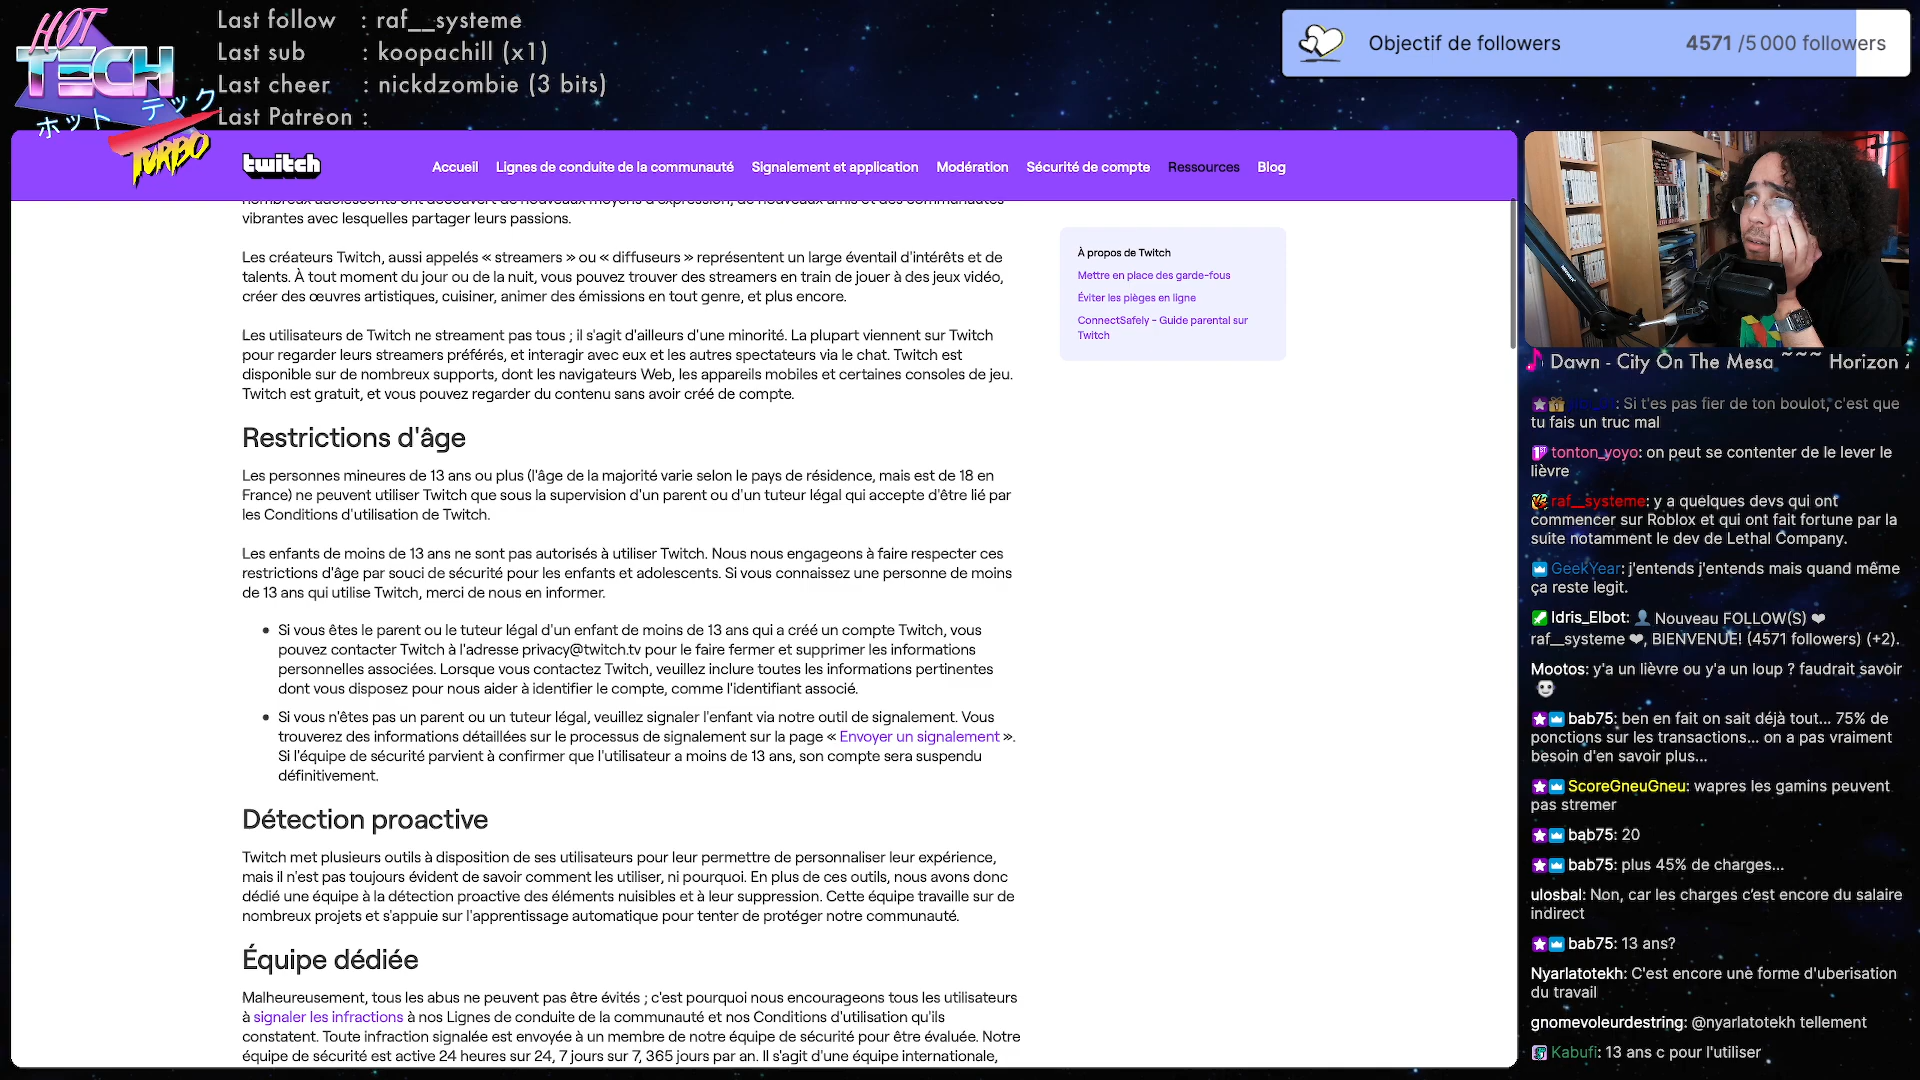 HOT
TECH
ホット テック
TURBO
Last follow : raf__systeme
Last sub : koopachill (x1)
Last cheer : nickdzombie (3 bits)
Last Patreon :
Objectif de followers 4571 /5 000 followers
twitch
Accueil Lignes de conduite de la communauté Signalement et application Modération Sécurité de compte Ressources Blog
nombreux adolescents ont découvert de nouveaux moyens d'expression, de nouveaux amis et des communautés
vibrantes avec lesquelles partager leurs passions.
Les créateurs Twitch, aussi appelés « streamers » ou « diffuseurs » représentent un large éventail d'intérêts et de
talents. À tout moment du jour ou de la nuit, vous pouvez trouver des streamers en train de jouer à des jeux vidéo,
créer des œuvres artistiques, cuisiner, animer des émissions en tout genre, et plus encore.
Les utilisateurs de Twitch ne streament pas tous ; il s'agit d'ailleurs d'une minorité. La plupart viennent sur Twitch
pour regarder leurs streamers préférés, et interagir avec eux et les autres spectateurs via le chat. Twitch est
disponible sur de nombreux supports, dont les navigateurs Web, les appareils mobiles et certaines consoles de jeu.
Twitch est gratuit, et vous pouvez regarder du contenu sans avoir créé de compte.
Restrictions d'âge
Les personnes mineures de 13 ans ou plus (l'âge de la majorité varie selon le pays de résidence, mais est de 18 en
France) ne peuvent utiliser Twitch que sous la supervision d'un parent ou d'un tuteur légal qui accepte d'être lié par
les Conditions d'utilisation de Twitch.
Les enfants de moins de 13 ans ne sont pas autorisés à utiliser Twitch. Nous nous engageons à faire respecter ces
restrictions d'âge par souci de sécurité pour les enfants et adolescents. Si vous connaissez une personne de moins
de 13 ans qui utilise Twitch, merci de nous en informer.
• Si vous êtes le parent ou le tuteur légal d'un enfant de moins de 13 ans qui a créé un compte Twitch, vous
pouvez contacter Twitch à l'adresse privacy@twitch.tv pour le faire fermer et supprimer les informations
personnelles associées. Lorsque vous contactez Twitch, veuillez inclure toutes les informations pertinentes
dont vous disposez pour nous aider à identifier le compte, comme l'identifiant associé.
• Si vous n'êtes pas un parent ou un tuteur légal, veuillez signaler l'enfant via notre outil de signalement. Vous
trouverez des informations détaillées sur le processus de signalement sur la page « Envoyer un signalement ».
Si l'équipe de sécurité parvient à confirmer que l'utilisateur a moins de 13 ans, son compte sera suspendu
définitivement.
Détection proactive
Twitch met plusieurs outils à disposition de ses utilisateurs pour leur permettre de personnaliser leur expérience,
mais il n'est pas toujours évident de savoir comment les utiliser, ni pourquoi. En plus de ces outils, nous avons donc
dédié une équipe à la détection proactive des éléments nuisibles et à leur suppression. Cette équipe travaille sur de
nombreux projets et s'appuie sur l'apprentissage automatique pour tenter de protéger notre communauté.
Équipe dédiée
Malheureusement, tous les abus ne peuvent pas être évités ; c'est pourquoi nous encourageons tous les utilisateurs
à signaler les infractions à nos Lignes de conduite de la communauté et nos Conditions d'utilisation qu'ils
constatent. Toute infraction signalée est envoyée à un membre de notre équipe de sécurité pour être évaluée. Notre
équipe de sécurité est active 24 heures sur 24, 7 jours sur 7, 365 jours par an. Il s'agit d'une équipe internationale,
À propos de Twitch
Mettre en place des garde-fous
Éviter les pièges en ligne
ConnectSafely - Guide parental sur
Twitch
Dawn - City On The Mesa ~~~ Horizon
: Si t'es pas fier de ton boulot, c'est que
tu fais un truc mal
tonton_yoyo: on peut se contenter de le lever le
lièvre
raf__systeme: y a quelques devs qui ont
commencer sur Roblox et qui ont fait fortune par la
suite notamment le dev de Lethal Company.
GeekYear: j'entends j'entends mais quand même
ça reste legit.
Idris_Elbot: 👤 Nouveau FOLLOW(S) ❤
raf__systeme ❤, BIENVENUE! (4571 followers) (+2).
Mootos: y'a un lièvre ou y'a un loup ? faudrait savoir
bab75: ben en fait on sait déjà tout... 75% de
ponctions sur les transactions... on a pas vraiment
besoin d'en savoir plus...
ScoreGneuGneu: wapres les gamins peuvent
pas stremer
bab75: 20
bab75: plus 45% de charges...
ulosbal: Non, car les charges c'est encore du salaire
indirect
bab75: 13 ans?
Nyarlatotekh: C'est encore une forme d'uberisation
du travail
gnomevoleurdestring: @nyarlatotekh tellement
Kabufi: 13 ans c pour l'utiliser